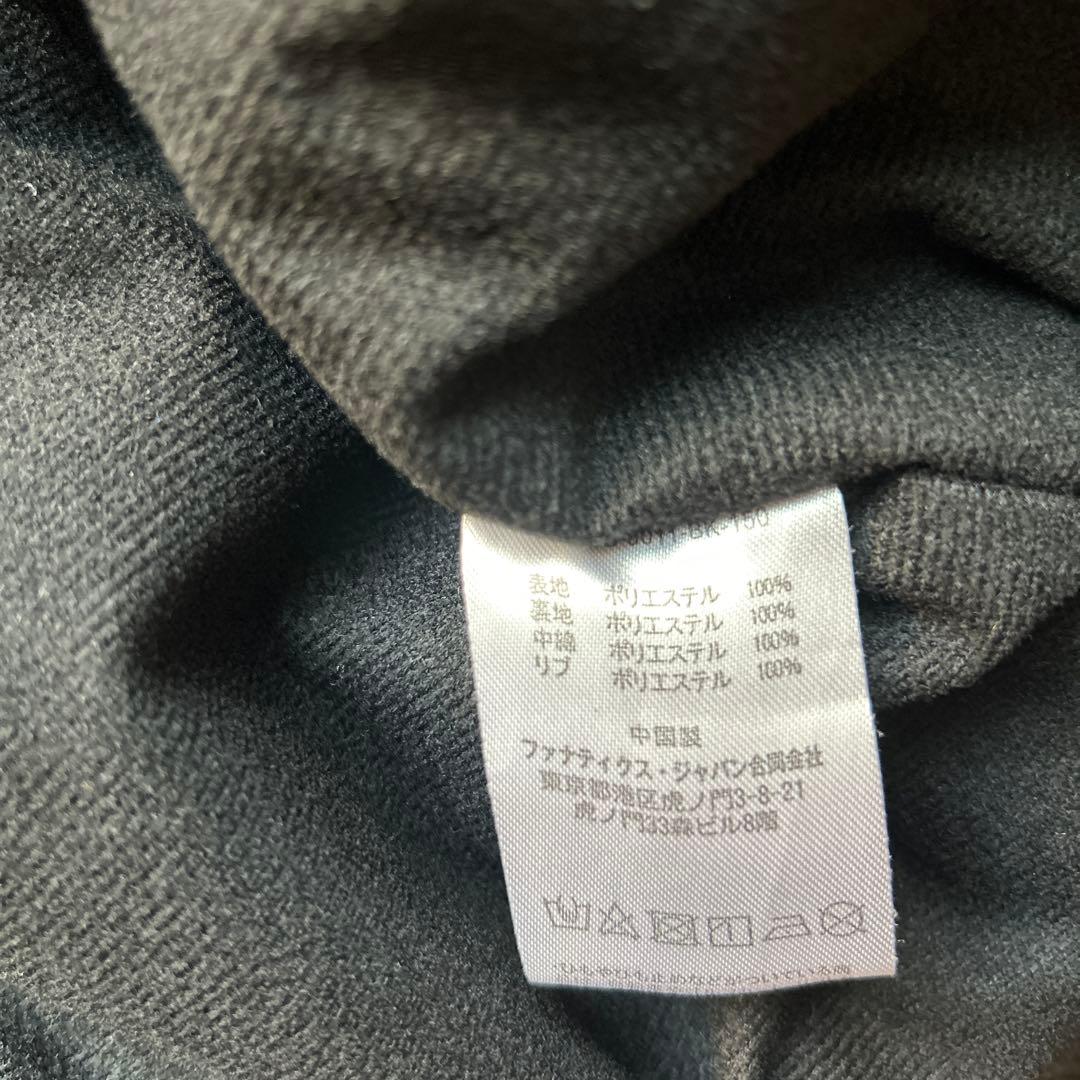 表地 ポリエステル 100%
裏地 ポリエステル 100%
中綿 ポリエステル 100%
リブ ポリエステル 100%
中国製
ファナティクス・ジャパン合同会社
東京都港区虎ノ門3-8-21
虎ノ門33森ビル8階